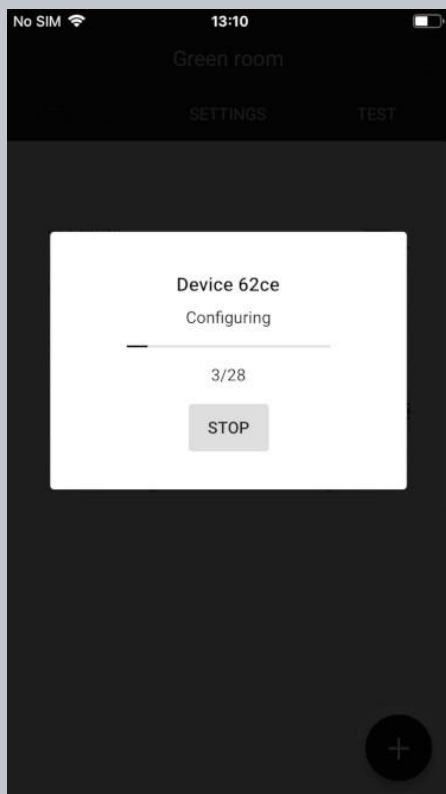 No SIM 13:10
Green room
SETTINGS TEST
Device 62ce
Configuring
3/28
STOP
+